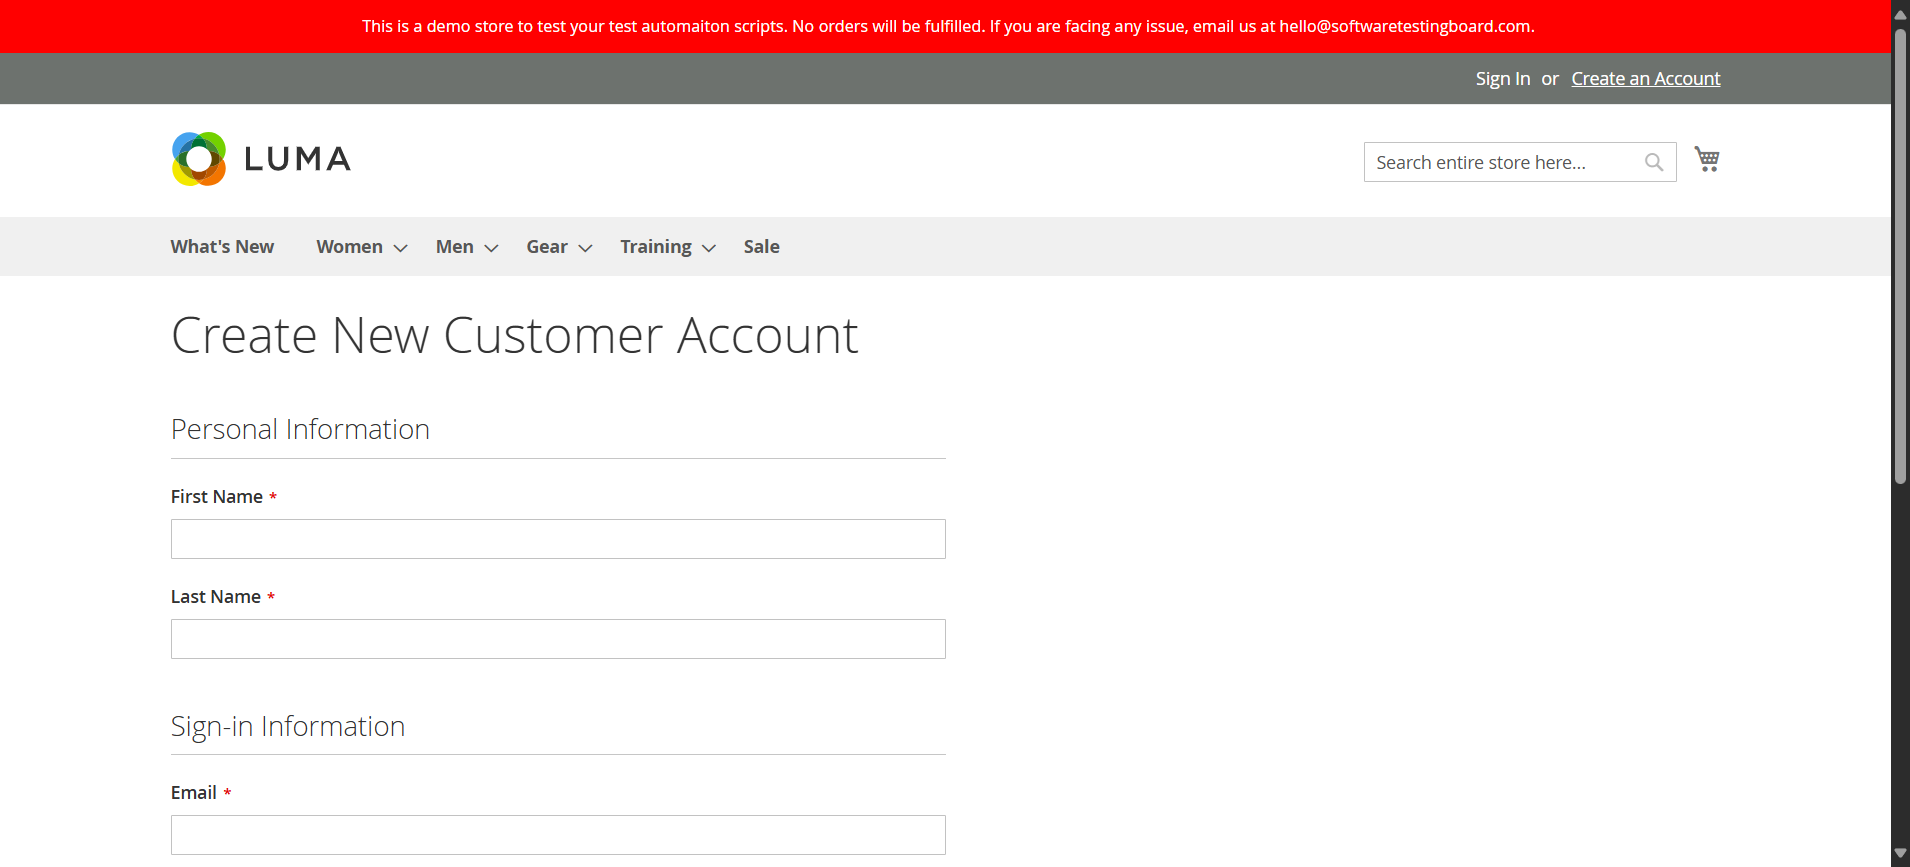 This is a demo store to test your test automaiton scripts. No orders will be fulfilled. If you are facing any issue, email us at hello@softwaretestingboard.com.
Sign In or Create an Account
LUMA
Search entire store here...
What's New Women Men Gear Training Sale
Create New Customer Account
Personal Information
First Name *
Last Name *
Sign-in Information
Email *